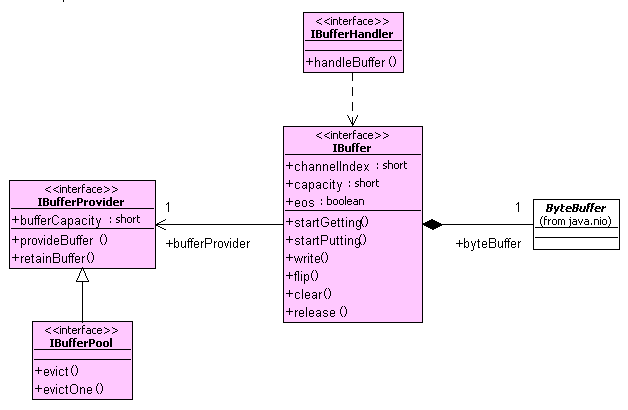 <<interface>>
IBufferHandler
+handleBuffer()
<<interface>>
IBuffer
+channelIndex : short
+capacity : short
+eos : boolean
+startGetting()
+startPutting()
+write()
+flip()
+clear()
+release()
<<interface>>
IBufferProvider
+bufferCapacity : short
+provideBuffer ()
+retainBuffer()
1
+bufferProvider
1
+byteBuffer
ByteBuffer
(from java.nio)
<<interface>>
IBufferPool
+evict()
+evictOne()